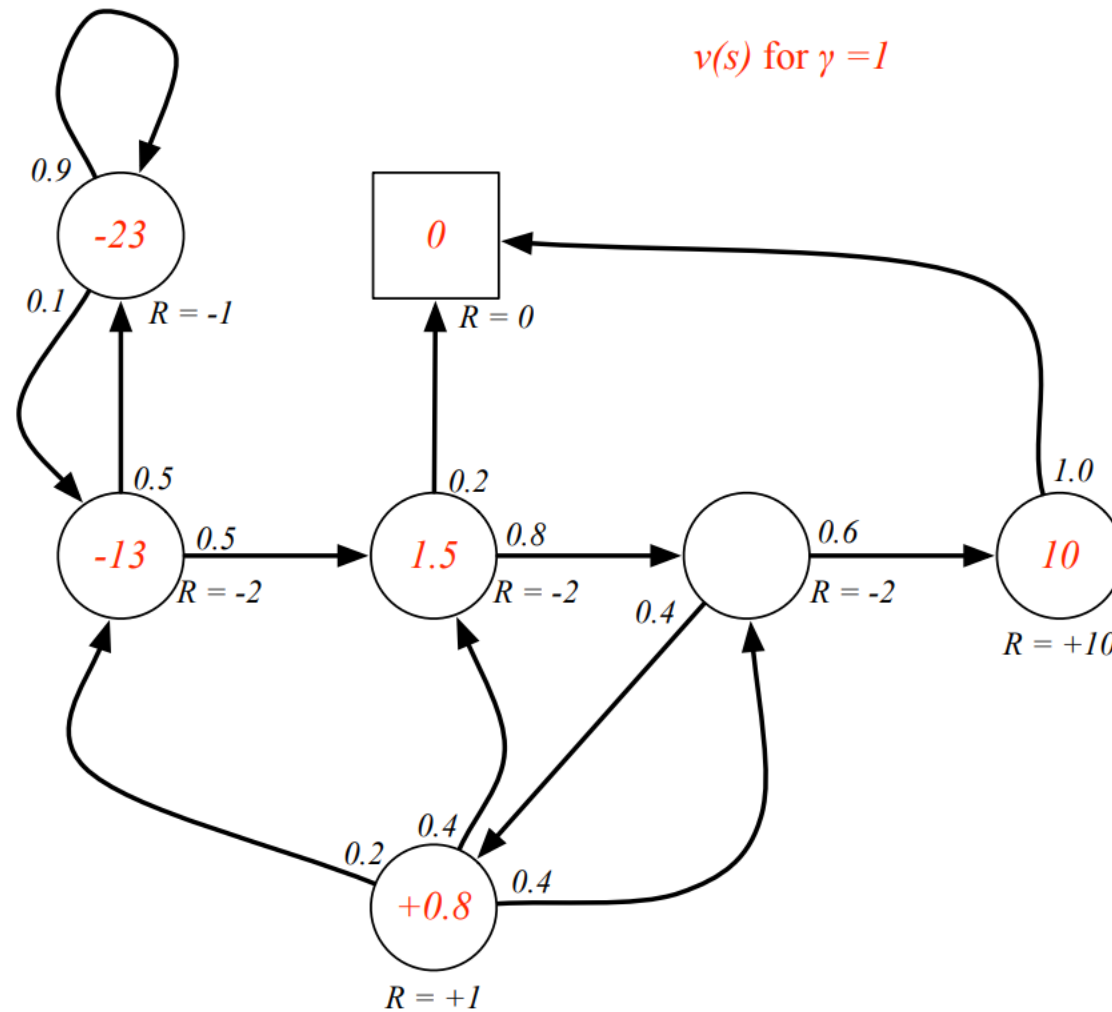 v(s) for γ =1
0.9
-23
0
0.1
R = -1
R = 0
0.5
0.2
1.0
-13
0.5
1.5
0.8
0.6
10
R = -2
R = -2
R = -2
0.4
R = +10
0.4
0.2
+0.8
0.4
R = +1